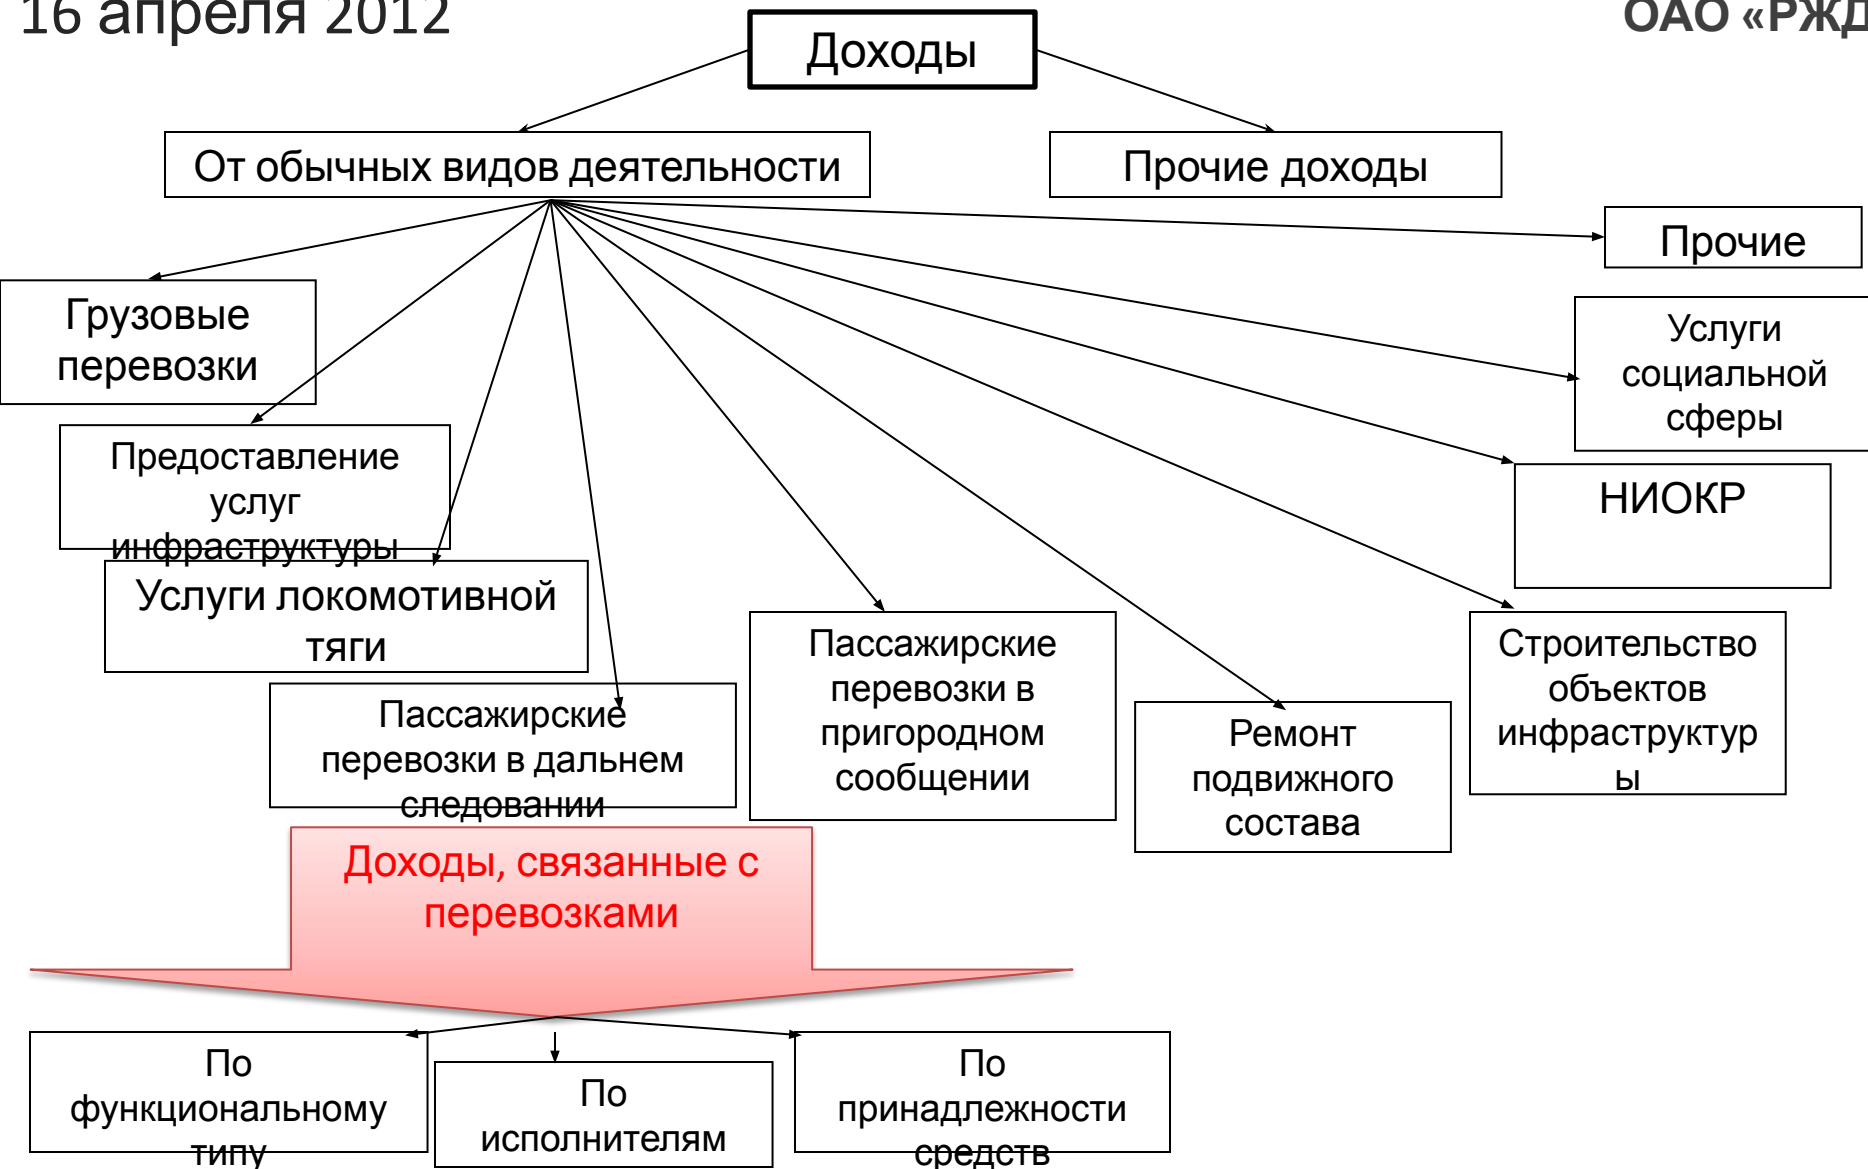 16 апреля 2012
ОАО «РЖД
Доходы
От обычных видов деятельности
Прочие доходы
Прочие
Грузовые
перевозки
Услуги
социальной
сферы
Предоставление
услуг
инфраструктуры
НИОКР
Услуги локомотивной
тяги
Пассажирские
перевозки в дальнем
следовании
Пассажирские
перевозки в
пригородном
сообщении
Ремонт
подвижного
состава
Строительство
объектов
инфраструктур
ы
Доходы, связанные с
перевозками
По
функциональному
типу
По
исполнителям
По
принадлежности
средств